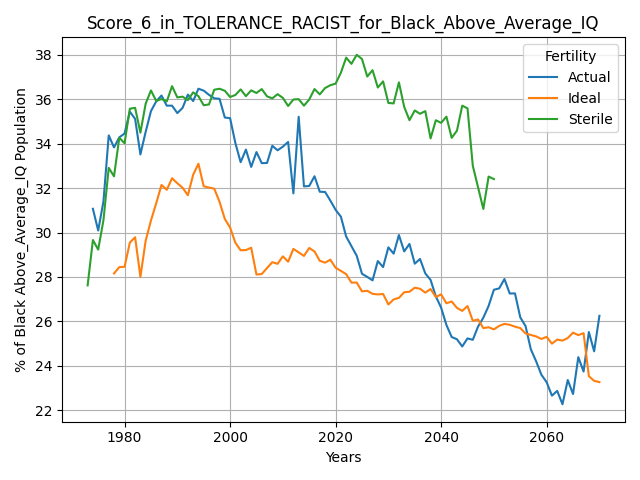 Score_6_in_TOLERANCE_RACIST_for_Black_Above_Average_IQ
Fertility
Actual
Ideal
Sterile
% of Black Above_Average_IQ Population
38
36
34
32
30
28
26
24
22
1980
2000
2020
2040
2060
Years